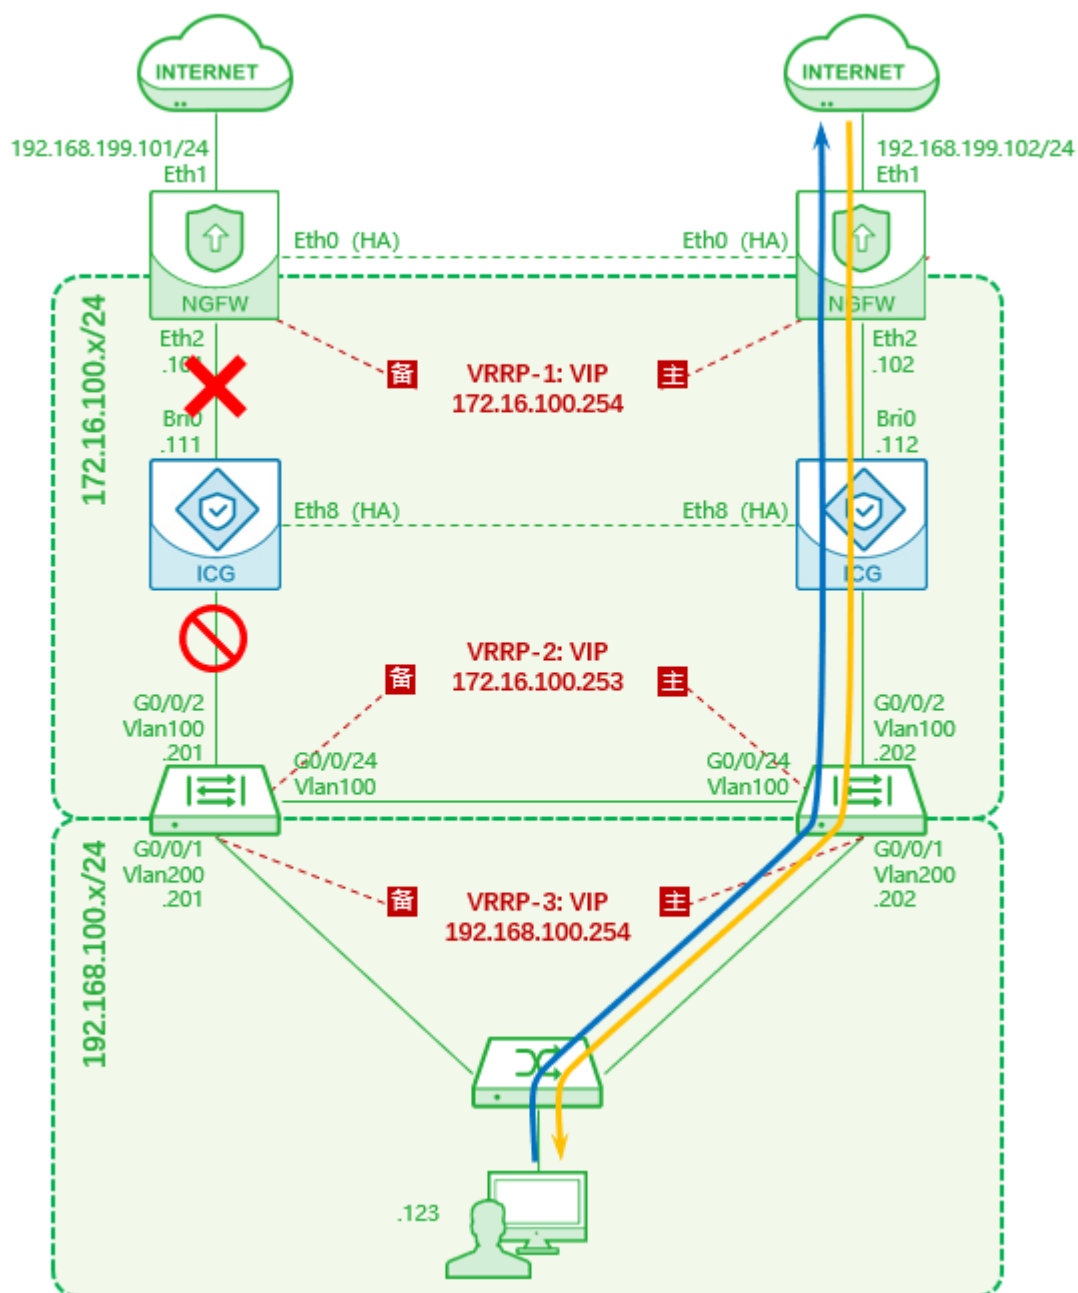 INTERNET
INTERNET
192.168.199.101/24
Eth1
192.168.199.102/24
Eth1
Eth0 (HA)
Eth0 (HA)
NGFW
NGFW
172.16.100.x/24
Eth2
Eth2
.102
备
VRRP-1: VIP
172.16.100.254
主
Bri0
.111
Bri0
.112
Eth8 (HA)
Eth8 (HA)
ICG
ICG
备
VRRP-2: VIP
172.16.100.253
主
G0/0/2
Vlan100
.201
G0/0/2
Vlan100
.202
G0/0/24
Vlan100
G0/0/24
Vlan100
192.168.100.x/24
G0/0/1
Vlan200
.201
G0/0/1
Vlan200
.202
备
VRRP-3: VIP
192.168.100.254
主
.123